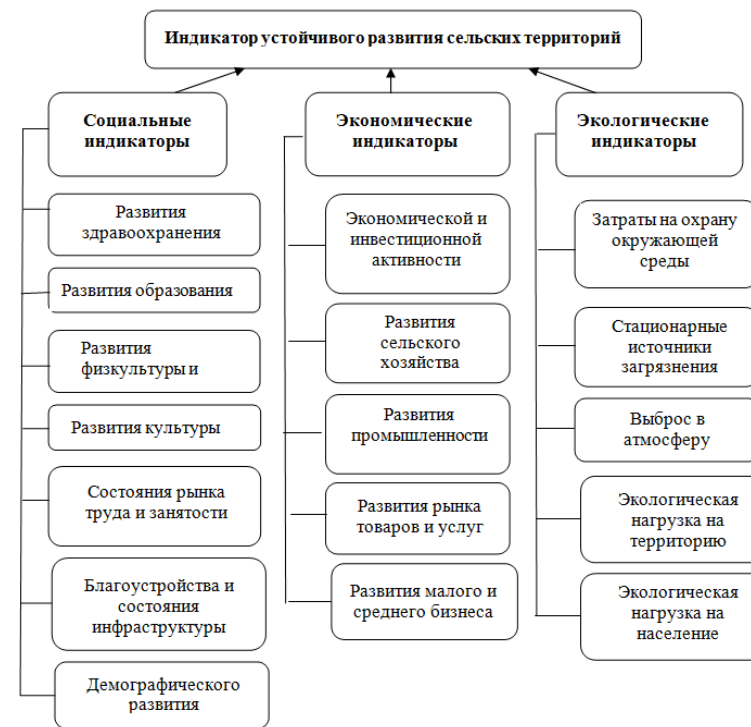 Индикатор устойчивого развития сельских территорий
Социальные
индикаторы
Развития
здравоохранения
Развития образования
Развития
физкультуры и
Развития культуры
Состояния рынка
труда и занятости
Благоустройства и
состояния
инфраструктуры
Демографического
развития
Экономические
индикаторы
Экономической и
инвестиционной
активности
Развития
сельского
хозяйства
Развития
промышленности
Развития рынка
товаров и услуг
Развития малого и
среднего бизнеса
Экологические
индикаторы
Затраты на охрану
окружающей
среды
Стационарные
источники
загрязнения
Выброс в
атмосферу
Экологическая
нагрузка на
территорию
Экологическая
нагрузка на
население